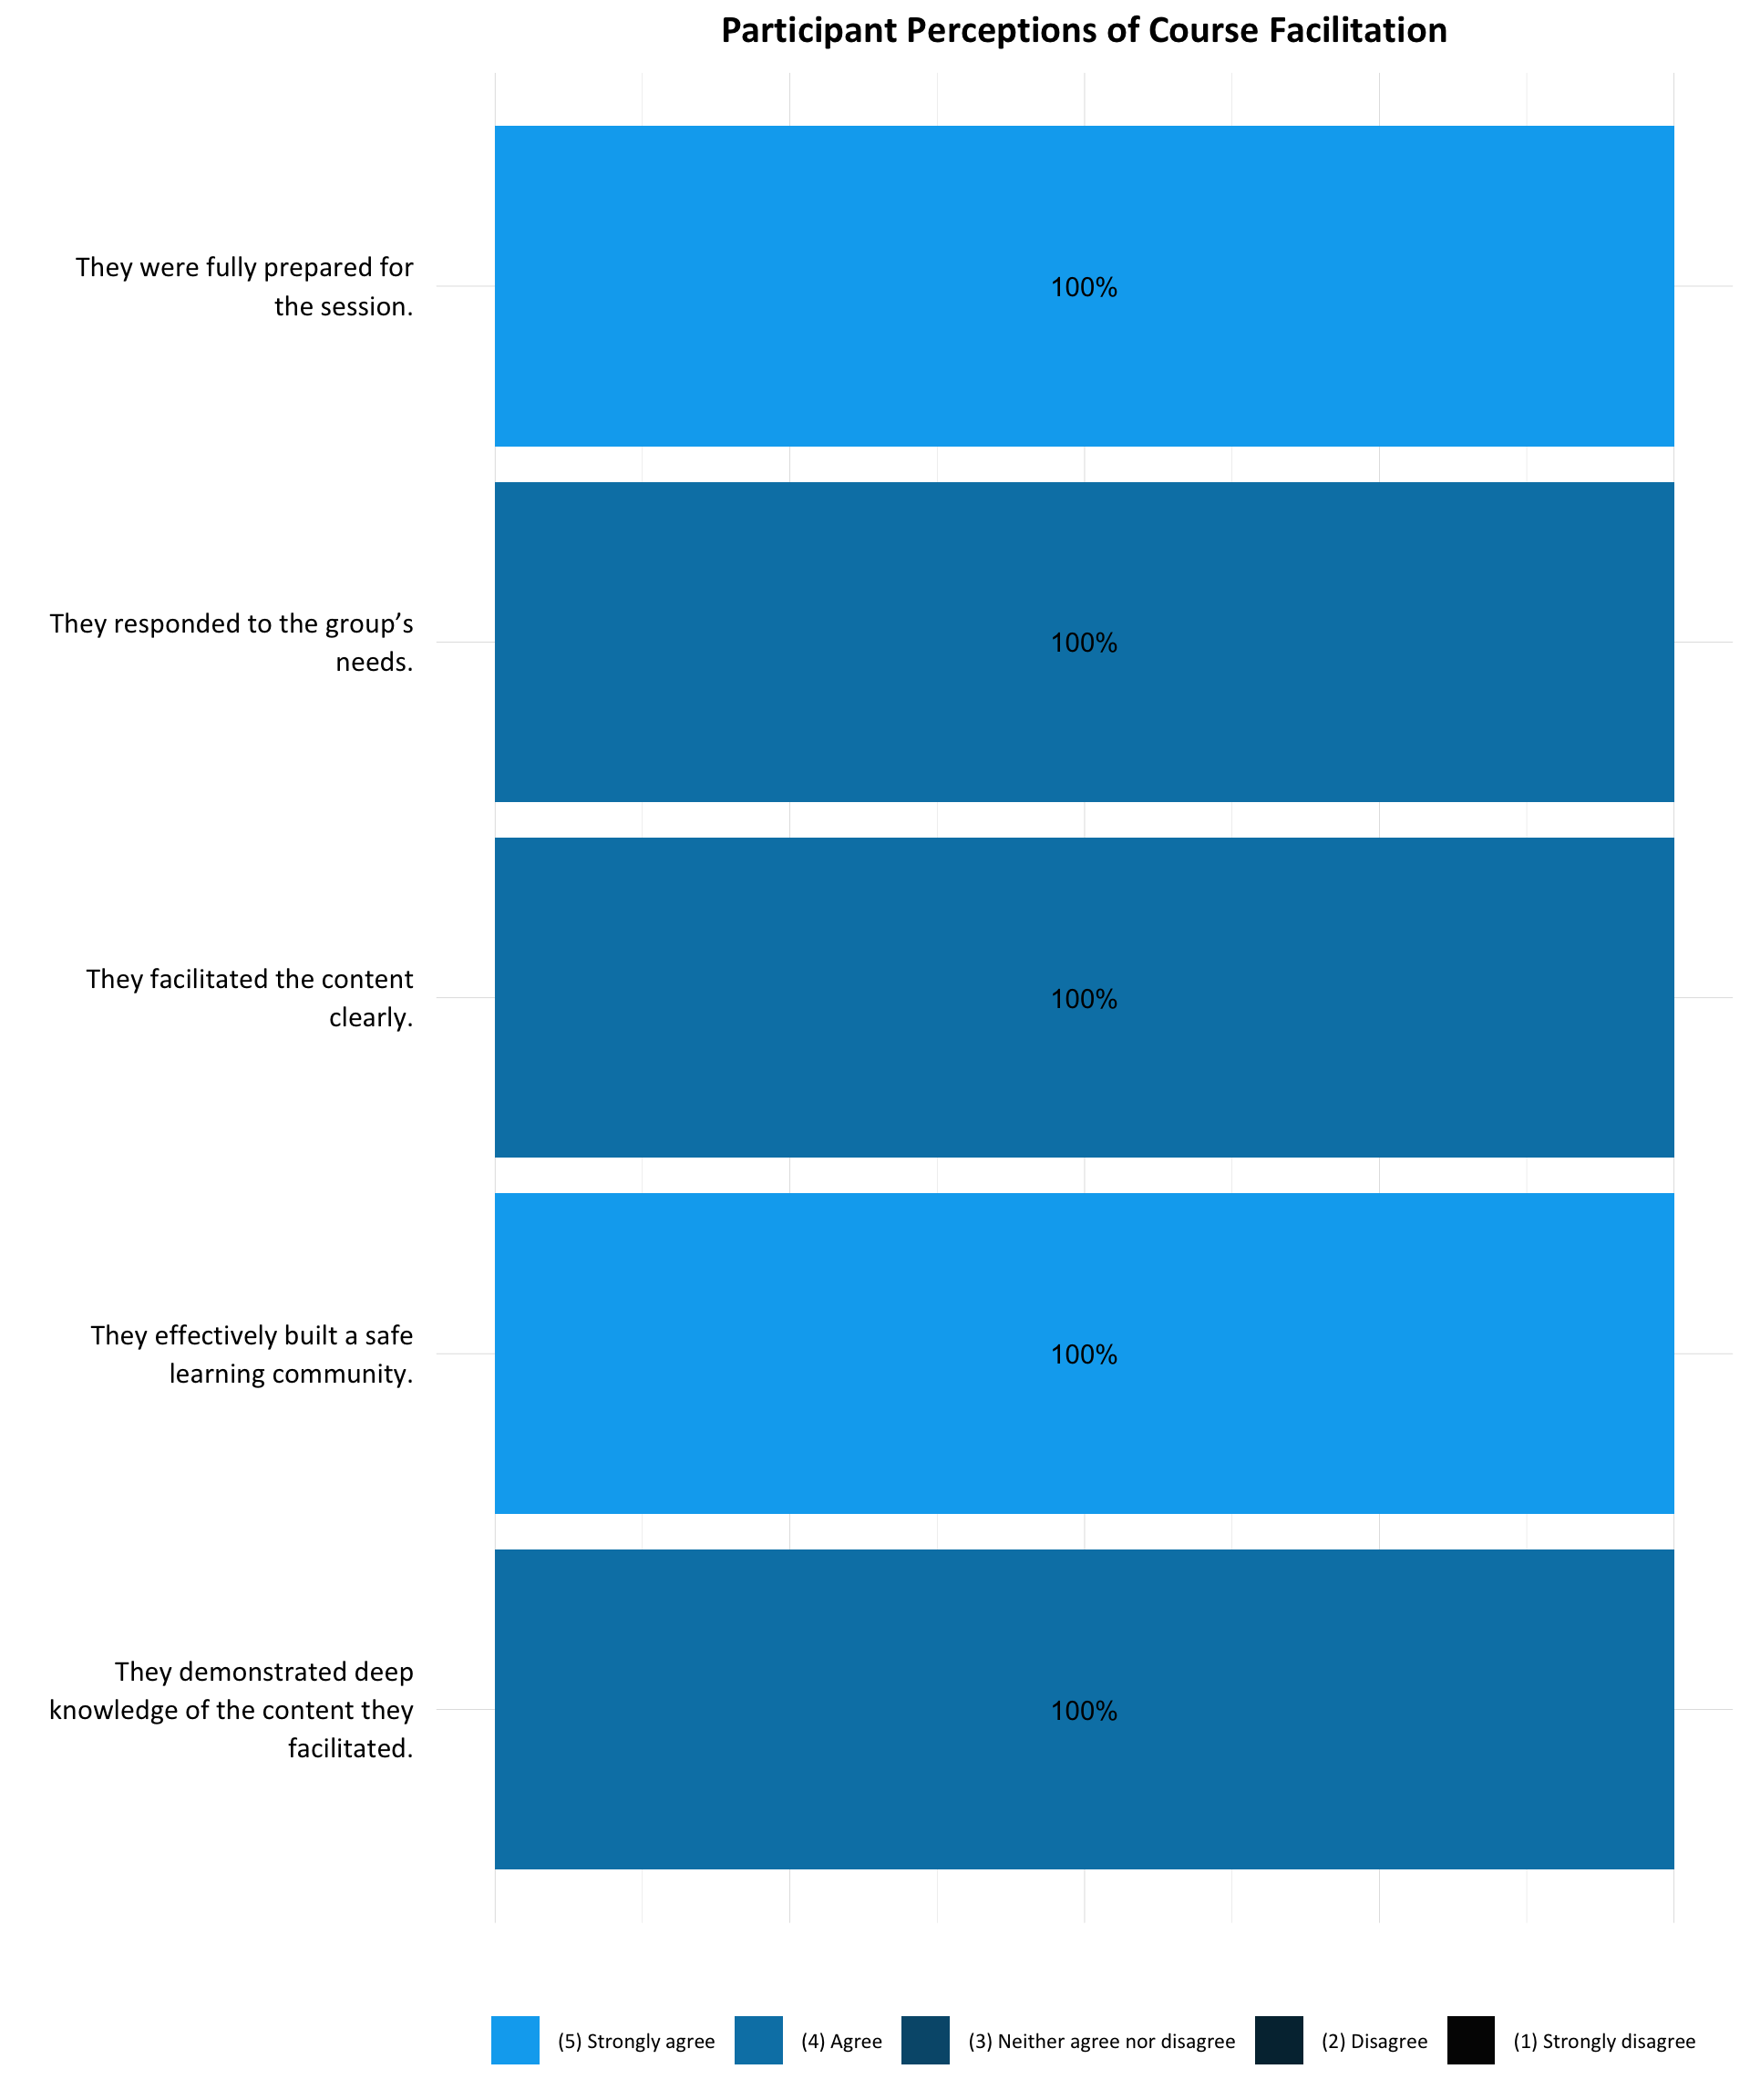 Participant Perceptions of Course Facilitation
They were fully prepared for
the session.
100%
They responded to the group’s
needs.
100%
They facilitated the content
clearly.
100%
They effectively built a safe
learning community.
100%
They demonstrated deep
knowledge of the content they
facilitated.
100%
(5) Strongly agree
(4) Agree
(3) Neither agree nor disagree
(2) Disagree
(1) Strongly disagree